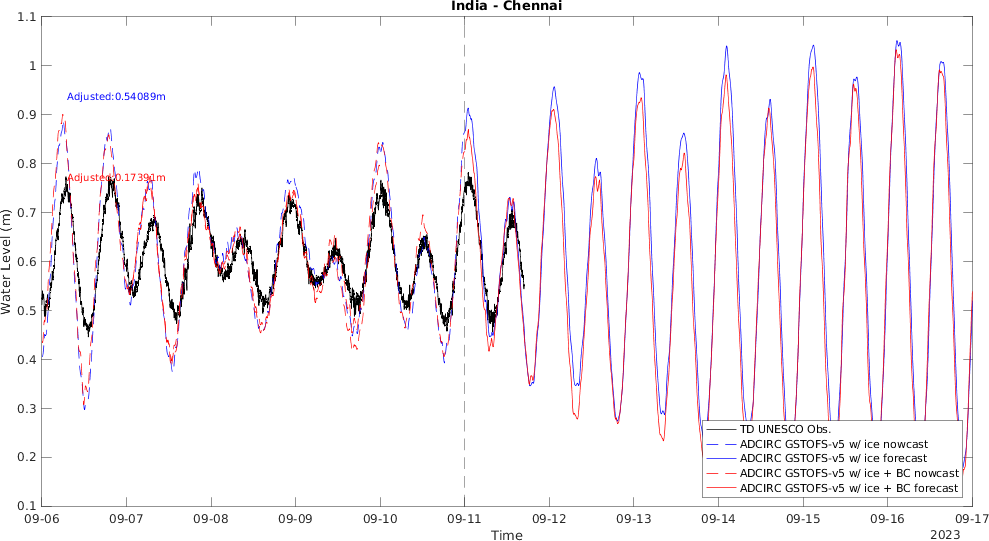 India - Chennai
1.1
1
0.9
0.8
0.7
0.6
0.5
0.4
0.3
0.2
0.1
Water Level (m)
Adjusted:0.54089m
Adjusted:0.17391m
TD UNESCO Obs.
ADCIRC GSTOFS-v5 w/ ice nowcast
ADCIRC GSTOFS-v5 w/ ice forecast
ADCIRC GSTOFS-v5 w/ ice + BC nowcast
ADCIRC GSTOFS-v5 w/ ice + BC forecast
09-06 09-07 09-08 09-09 09-10 09-11 09-12 09-13 09-14 09-15 09-16 09-17
Time
2023